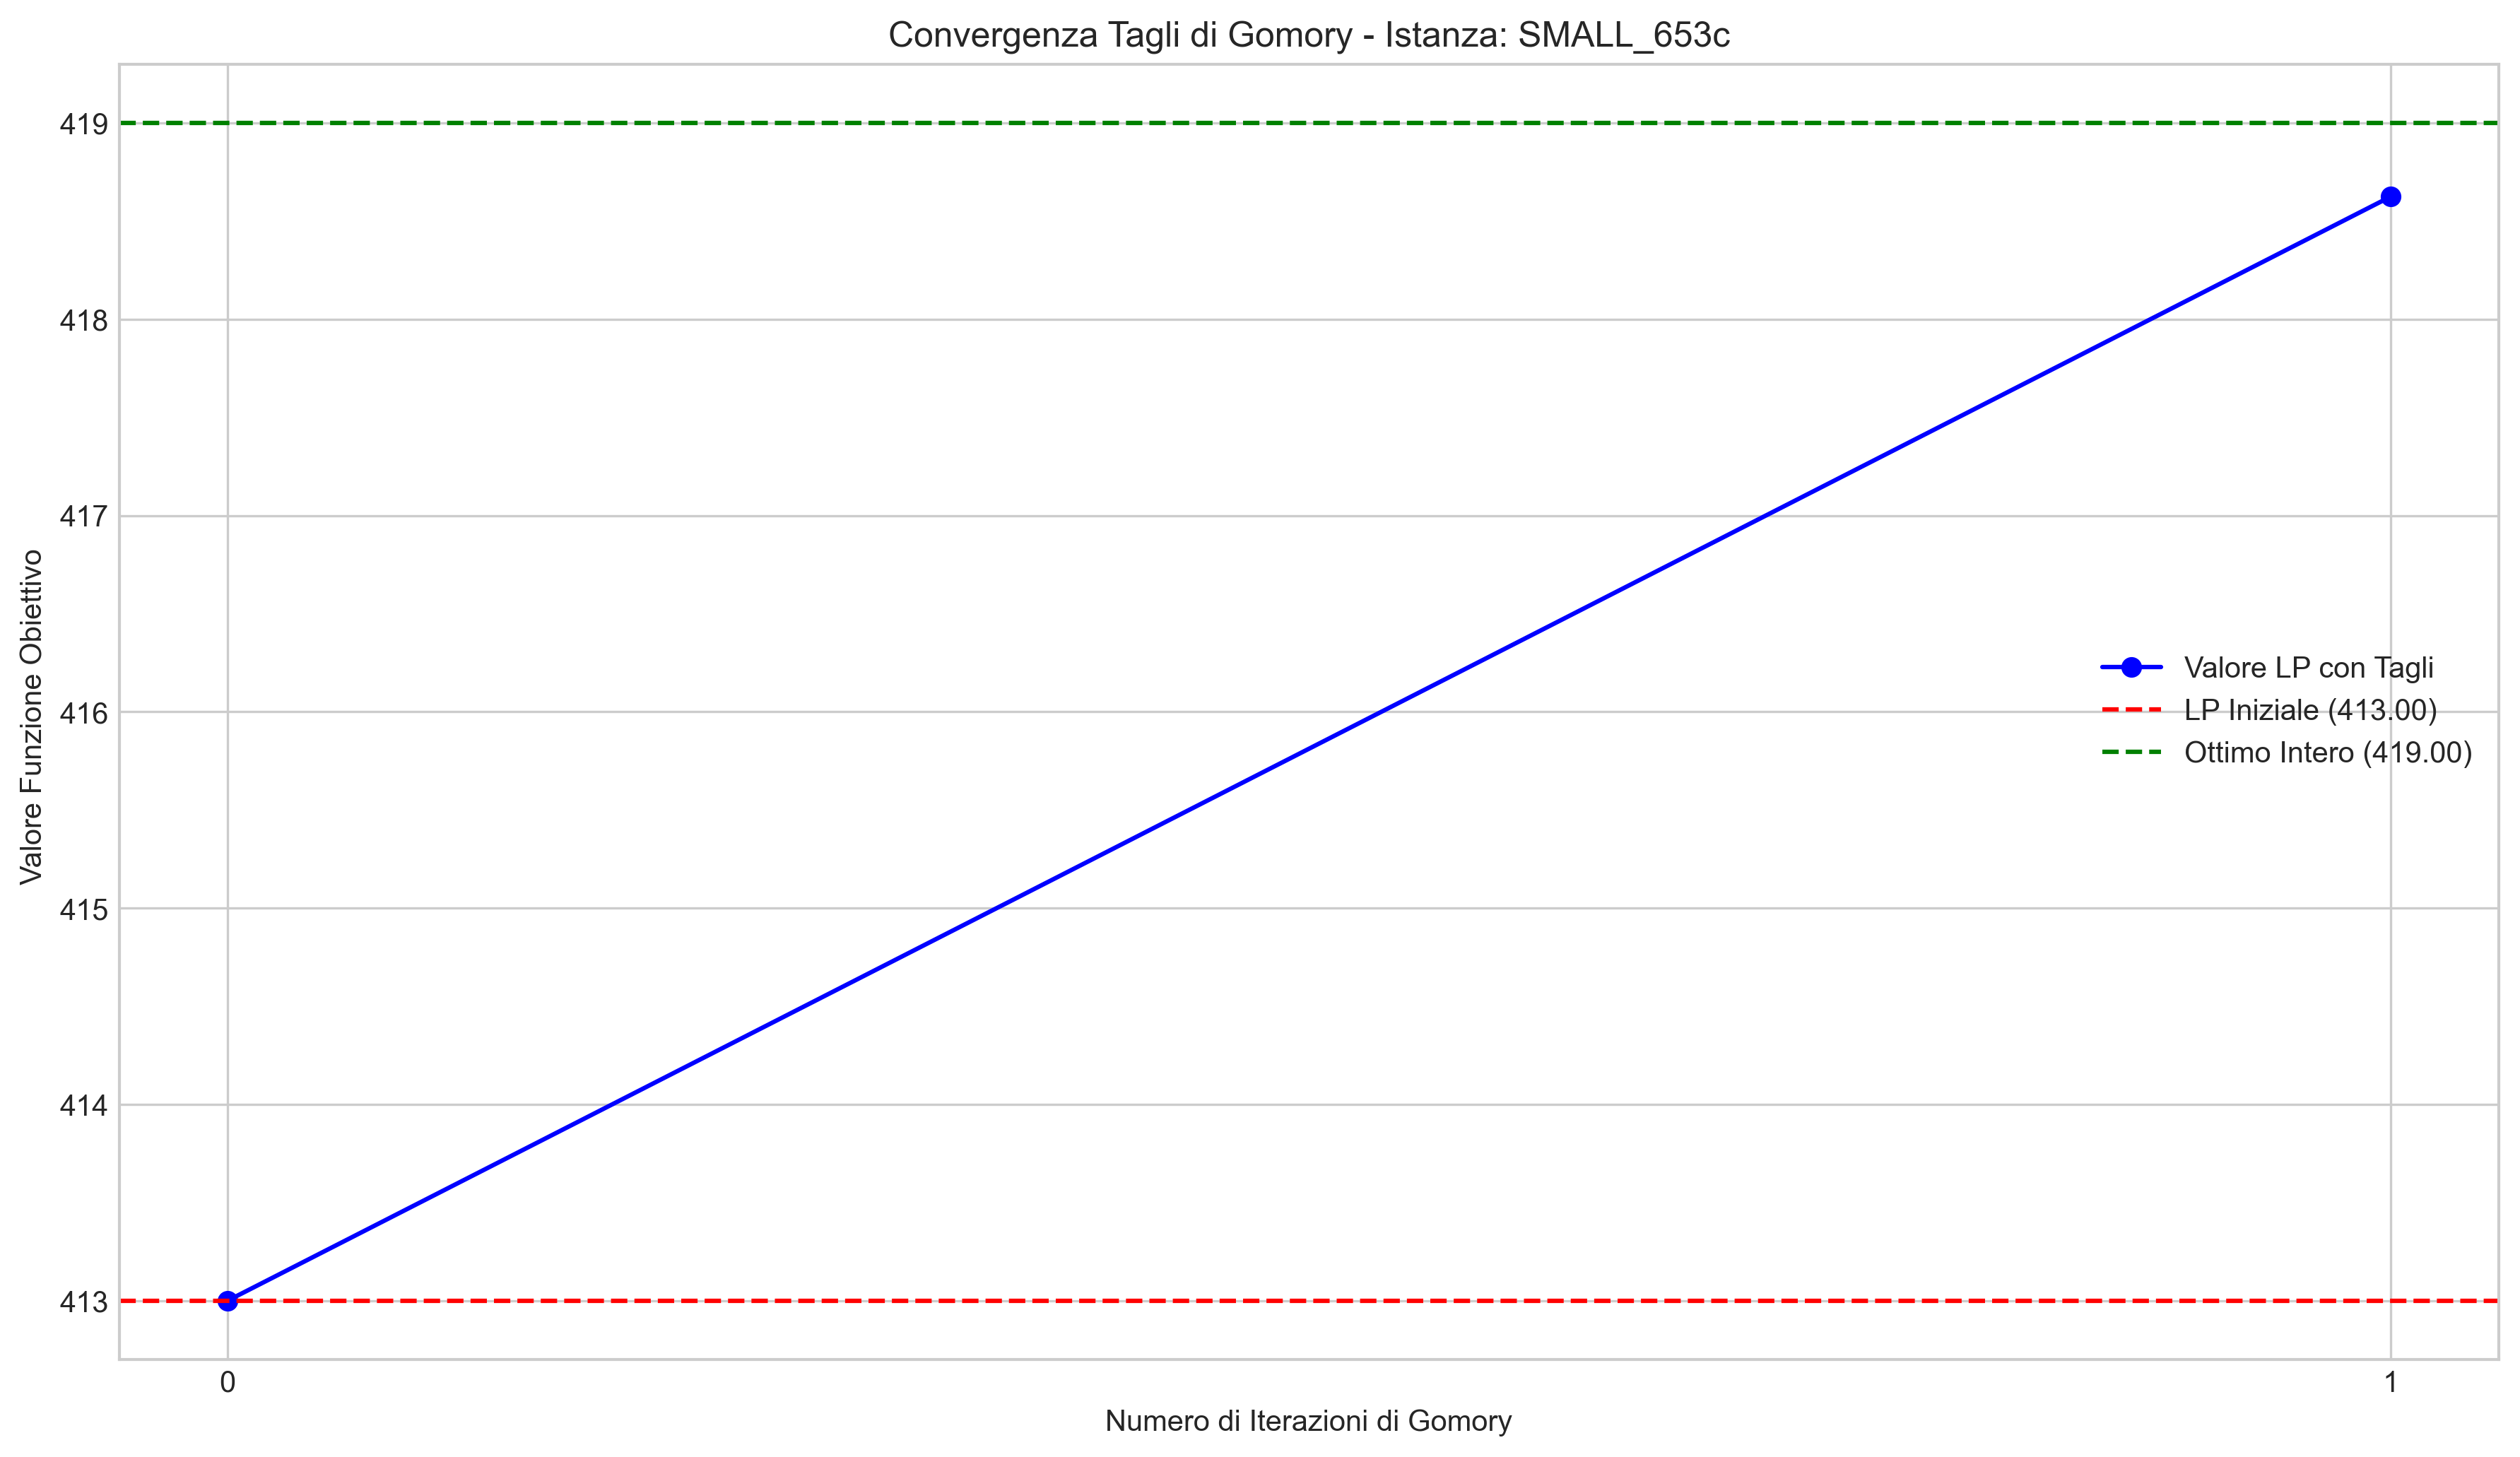 Convergenza Tagli di Gomory - Istanza: SMALL_653c
419
418
417
416
415
414
413
Valore Funzione Obiettivo
Valore LP con Tagli
LP Iniziale (413.00)
Ottimo Intero (419.00)
0
1
Numero di Iterazioni di Gomory